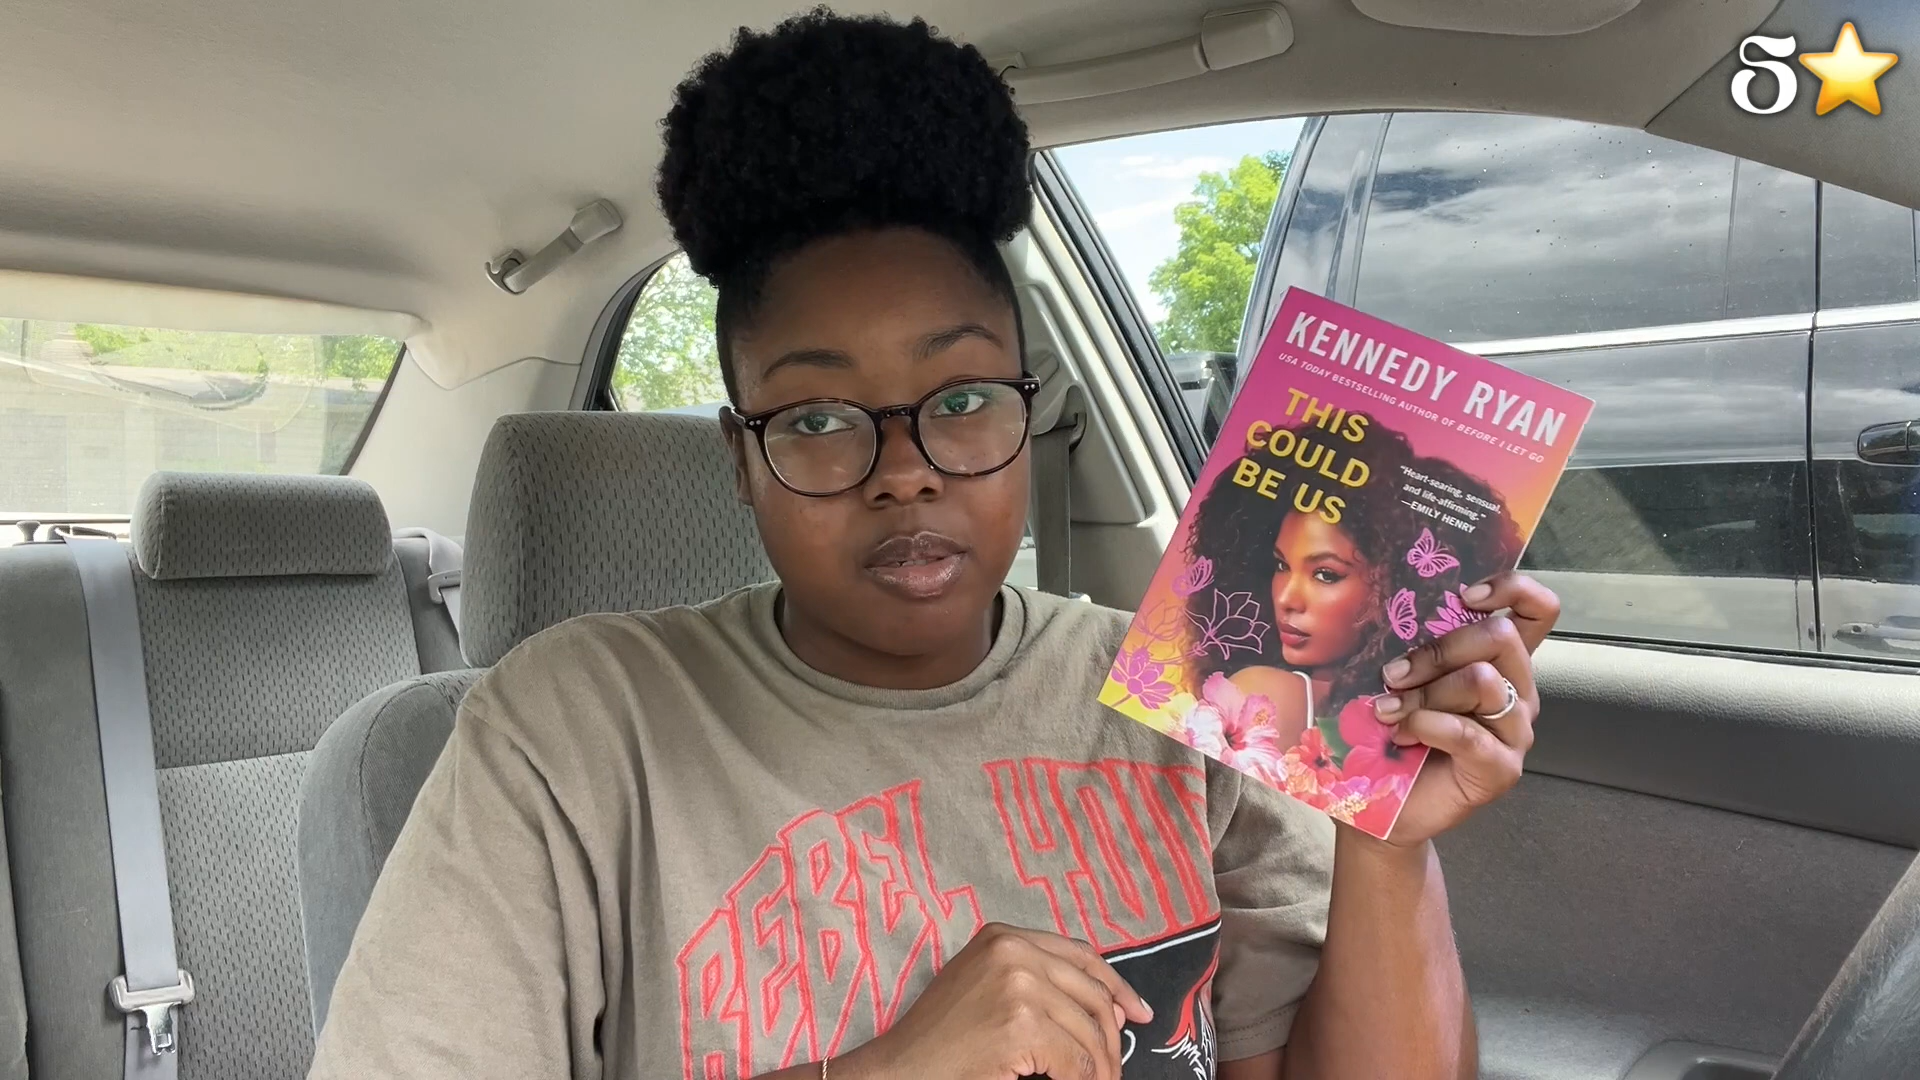 5⭐
KENNEDY RYAN
USA TODAY BESTSELLING AUTHOR OF BEFORE I LET GO
THIS
COULD
BE US
"Heart-searing, sensual,
and life-affirming."
—EMILY HENRY
REBEL